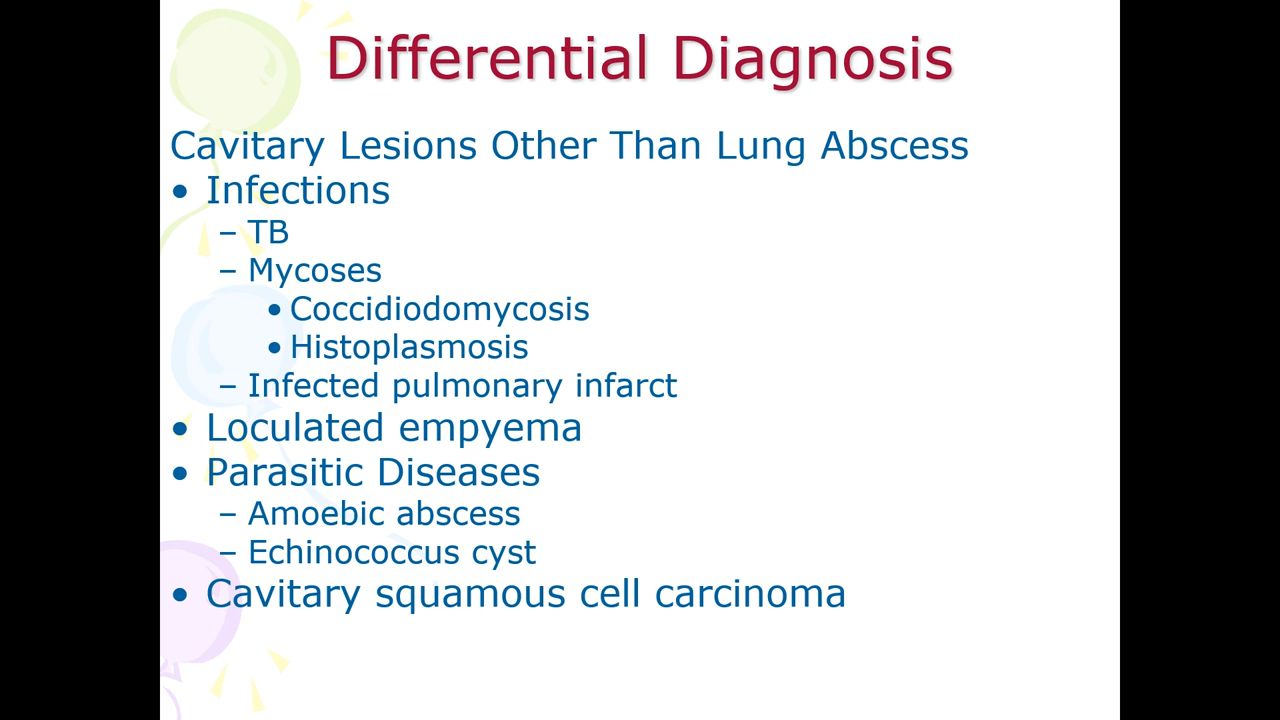 Differential Diagnosis
Cavitary Lesions Other Than Lung Abscess
• Infections
– TB
– Mycoses
• Coccidiodomycosis
• Histoplasmosis
– Infected pulmonary infarct
• Loculated empyema
• Parasitic Diseases
– Amoebic abscess
– Echinococcus cyst
• Cavitary squamous cell carcinoma